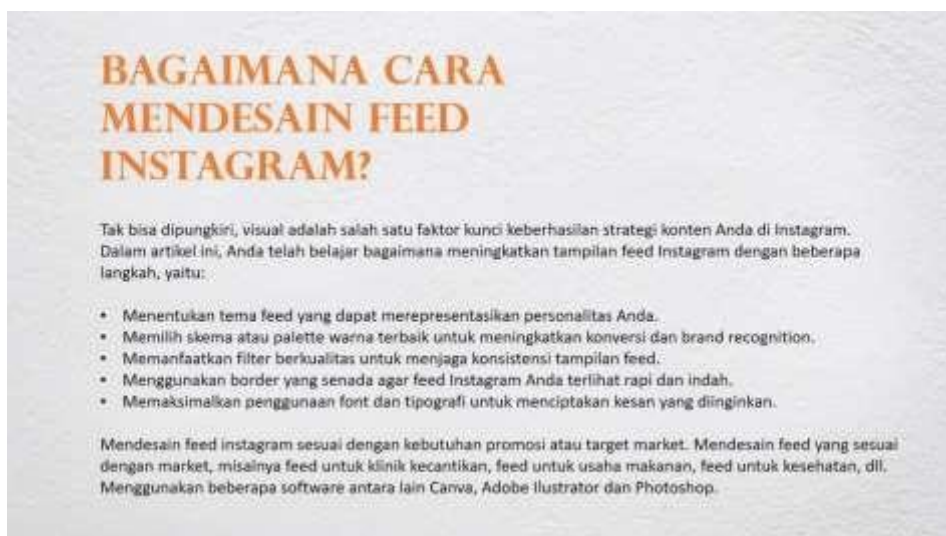 BAGAIMANA CARA
MENDESAIN FEED
INSTAGRAM?
Tak bisa dipungkiri, visual adalah salah satu faktor kunci keberhasilan strategi konten Anda di Instagram.
Dalam artikel ini, Anda telah belajar bagaimana meningkatkan tampilan feed Instagram dengan beberapa
langkah, yaitu:
• Menentukan tema feed yang dapat merepresentasikan personalitas Anda.
• Memilih skema atau palette warna terbaik untuk meningkatkan konversi dan brand recognition.
• Memanfaatkan filter berkualitas untuk menjaga konsistensi tampilan feed.
• Menggunakan border yang senada agar feed Instagram Anda terlihat rapi dan indah.
• Memaksimalkan penggunaan font dan tipografi untuk menciptakan kesan yang diinginkan.
Mendesain feed instagram sesuai dengan kebutuhan promosi atau target market. Mendesain feed yang sesuai
dengan market, misalnya feed untuk klinik kecantikan, feed untuk usaha makanan, feed untuk kesehatan, dll.
Menggunakan beberapa software antara lain Canva, Adobe Ilustrator dan Photoshop.